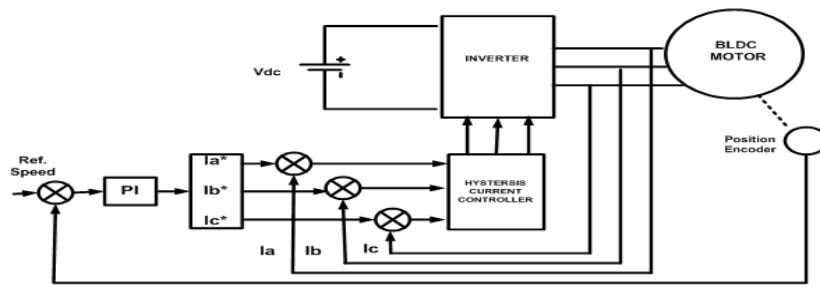 BLDC
MOTOR
INVERTER
+
-
Vdc
Position
Encoder
Ref.
Speed
PI
Ia*
Ib*
Ic*
HYSTERSIS
CURRENT
CONTROLLER
Ia
Ib
Ic